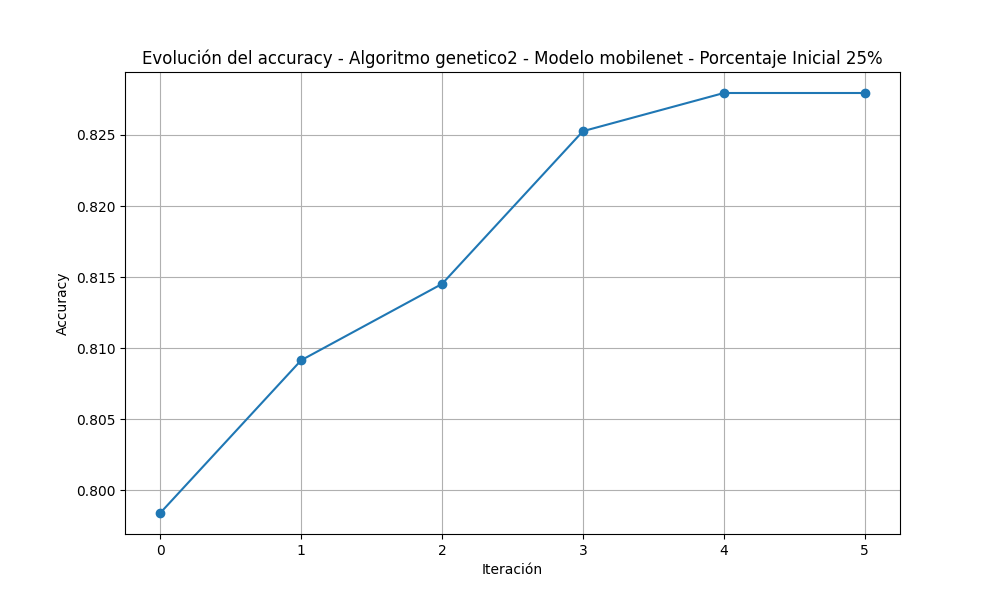 Evolución del accuracy - Algoritmo genetico2 - Modelo mobilenet - Porcentaje Inicial 25%
0.825
0.820
0.815
0.810
0.805
0.800
Accuracy
0 1 2 3 4 5
Iteración